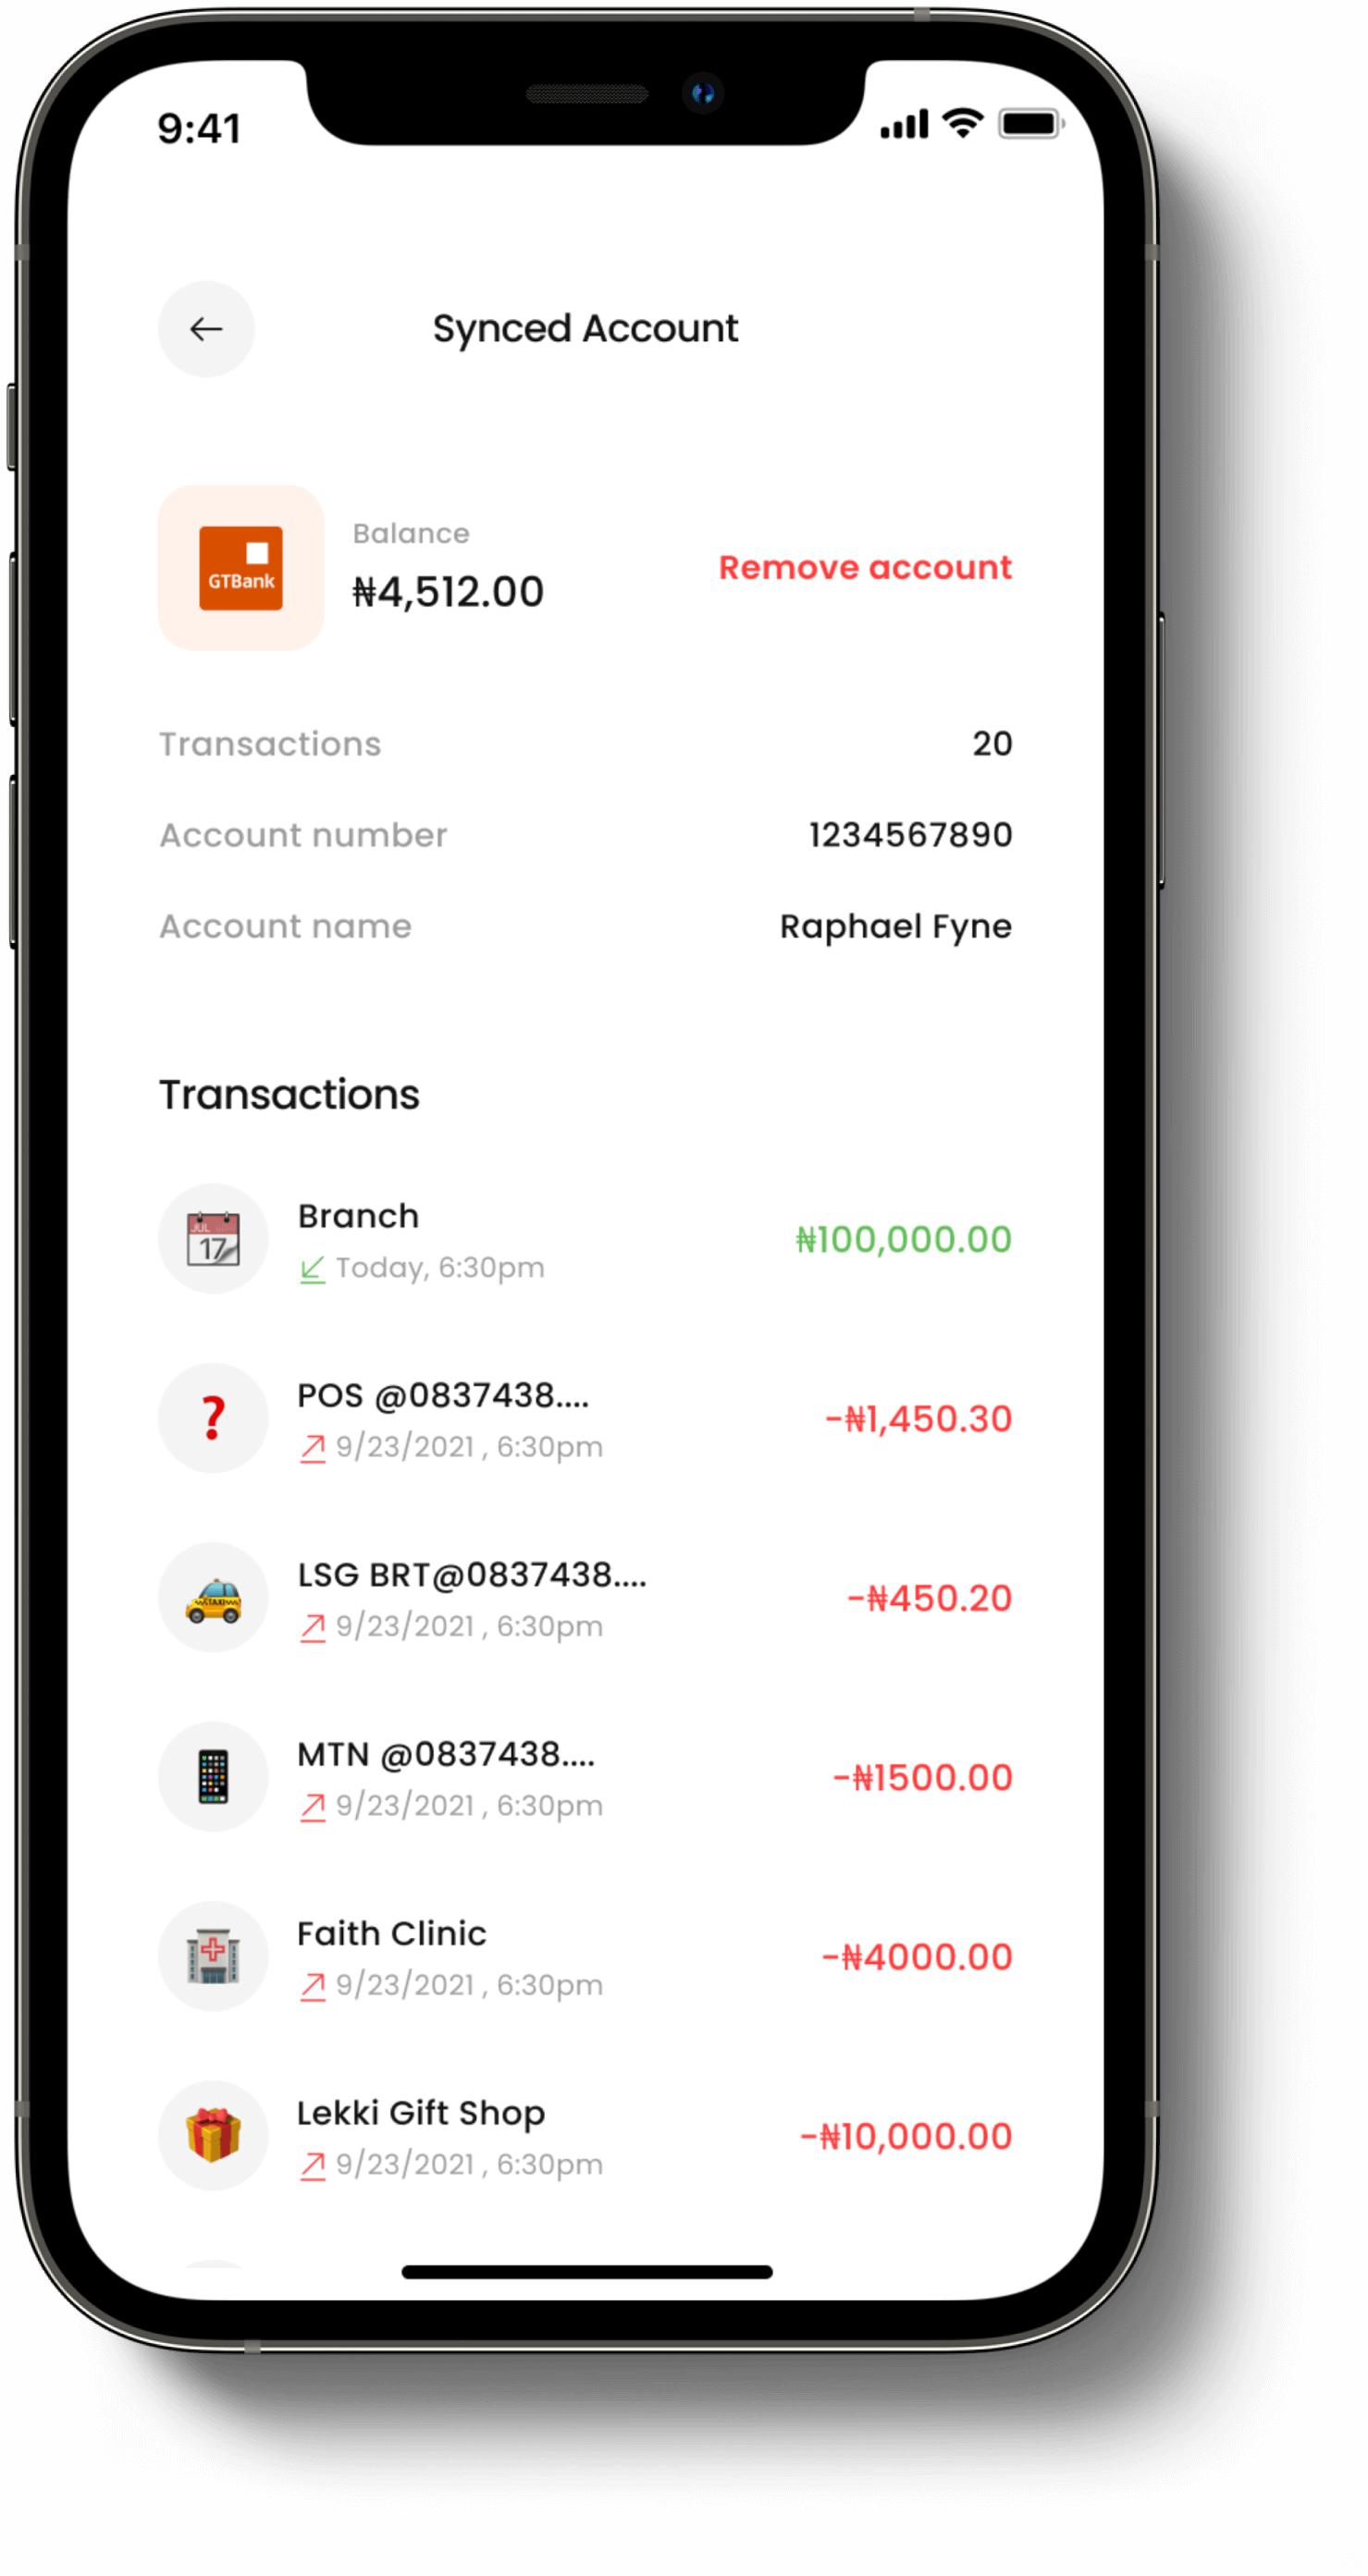 9:41
Synced Account
GTBank
Balance
₦4,512.00
Remove account
Transactions 20
Account number 1234567890
Account name Raphael Fyne
Transactions
JUL
17
Branch
Today, 6:30pm
₦100,000.00
?
POS @0837438....
9/23/2021 , 6:30pm
-₦1,450.30
TAXI
LSG BRT@0837438....
9/23/2021 , 6:30pm
-₦450.20
MTN @0837438....
9/23/2021 , 6:30pm
-₦1500.00
Faith Clinic
9/23/2021 , 6:30pm
-₦4000.00
Lekki Gift Shop
9/23/2021 , 6:30pm
-₦10,000.00